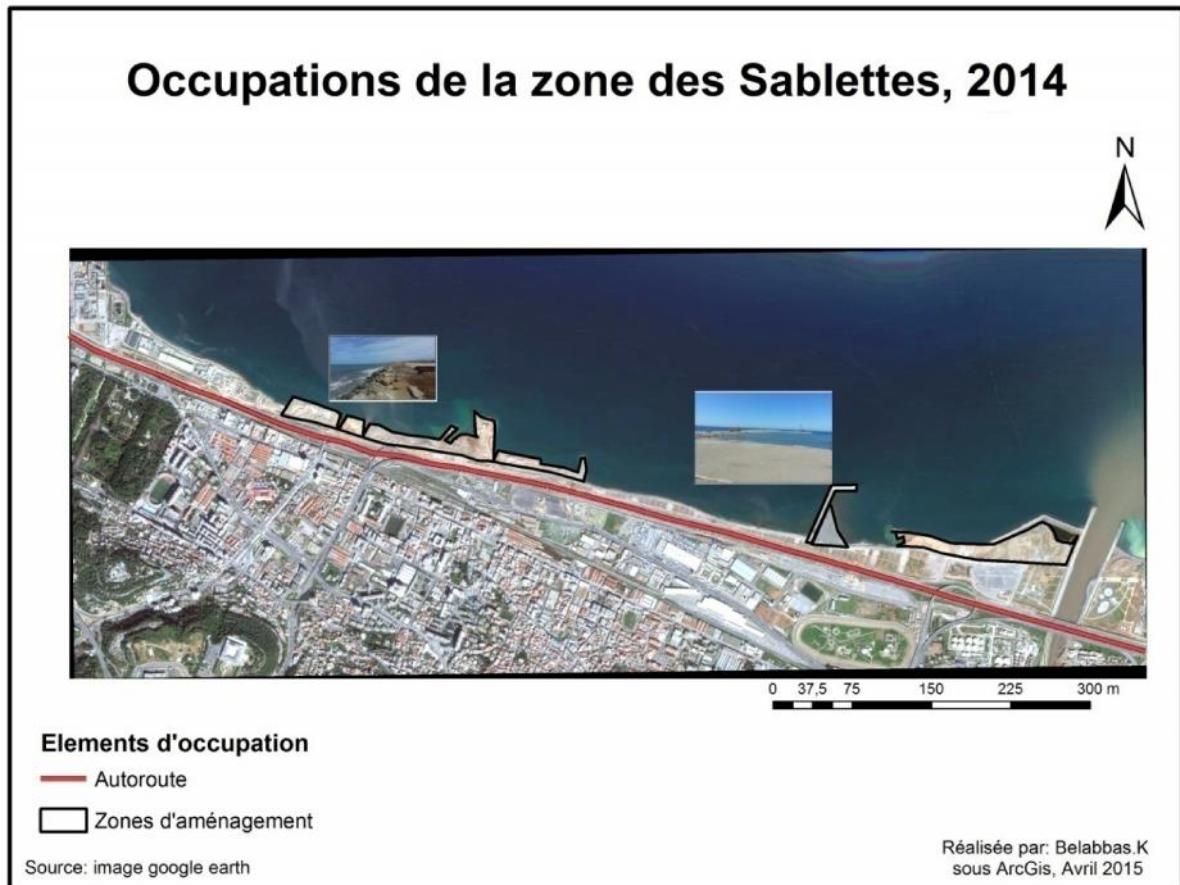 Occupations de la zone des Sablettes, 2014
N
0 37,5 75 150 225 300 m
Elements d'occupation
Autoroute
Zones d'aménagement
Source: image google earth
Réalisée par: Belabbas.K
sous ArcGis, Avril 2015